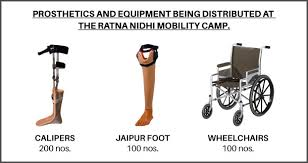 PROSTHETICS AND EQUIPMENT BEING DISTRIBUTED AT
THE RATNA NIDHI MOBILITY CAMP.
CALIPERS
200 nos.
JAIPUR FOOT
100 nos.
WHEELCHAIRS
100 nos.